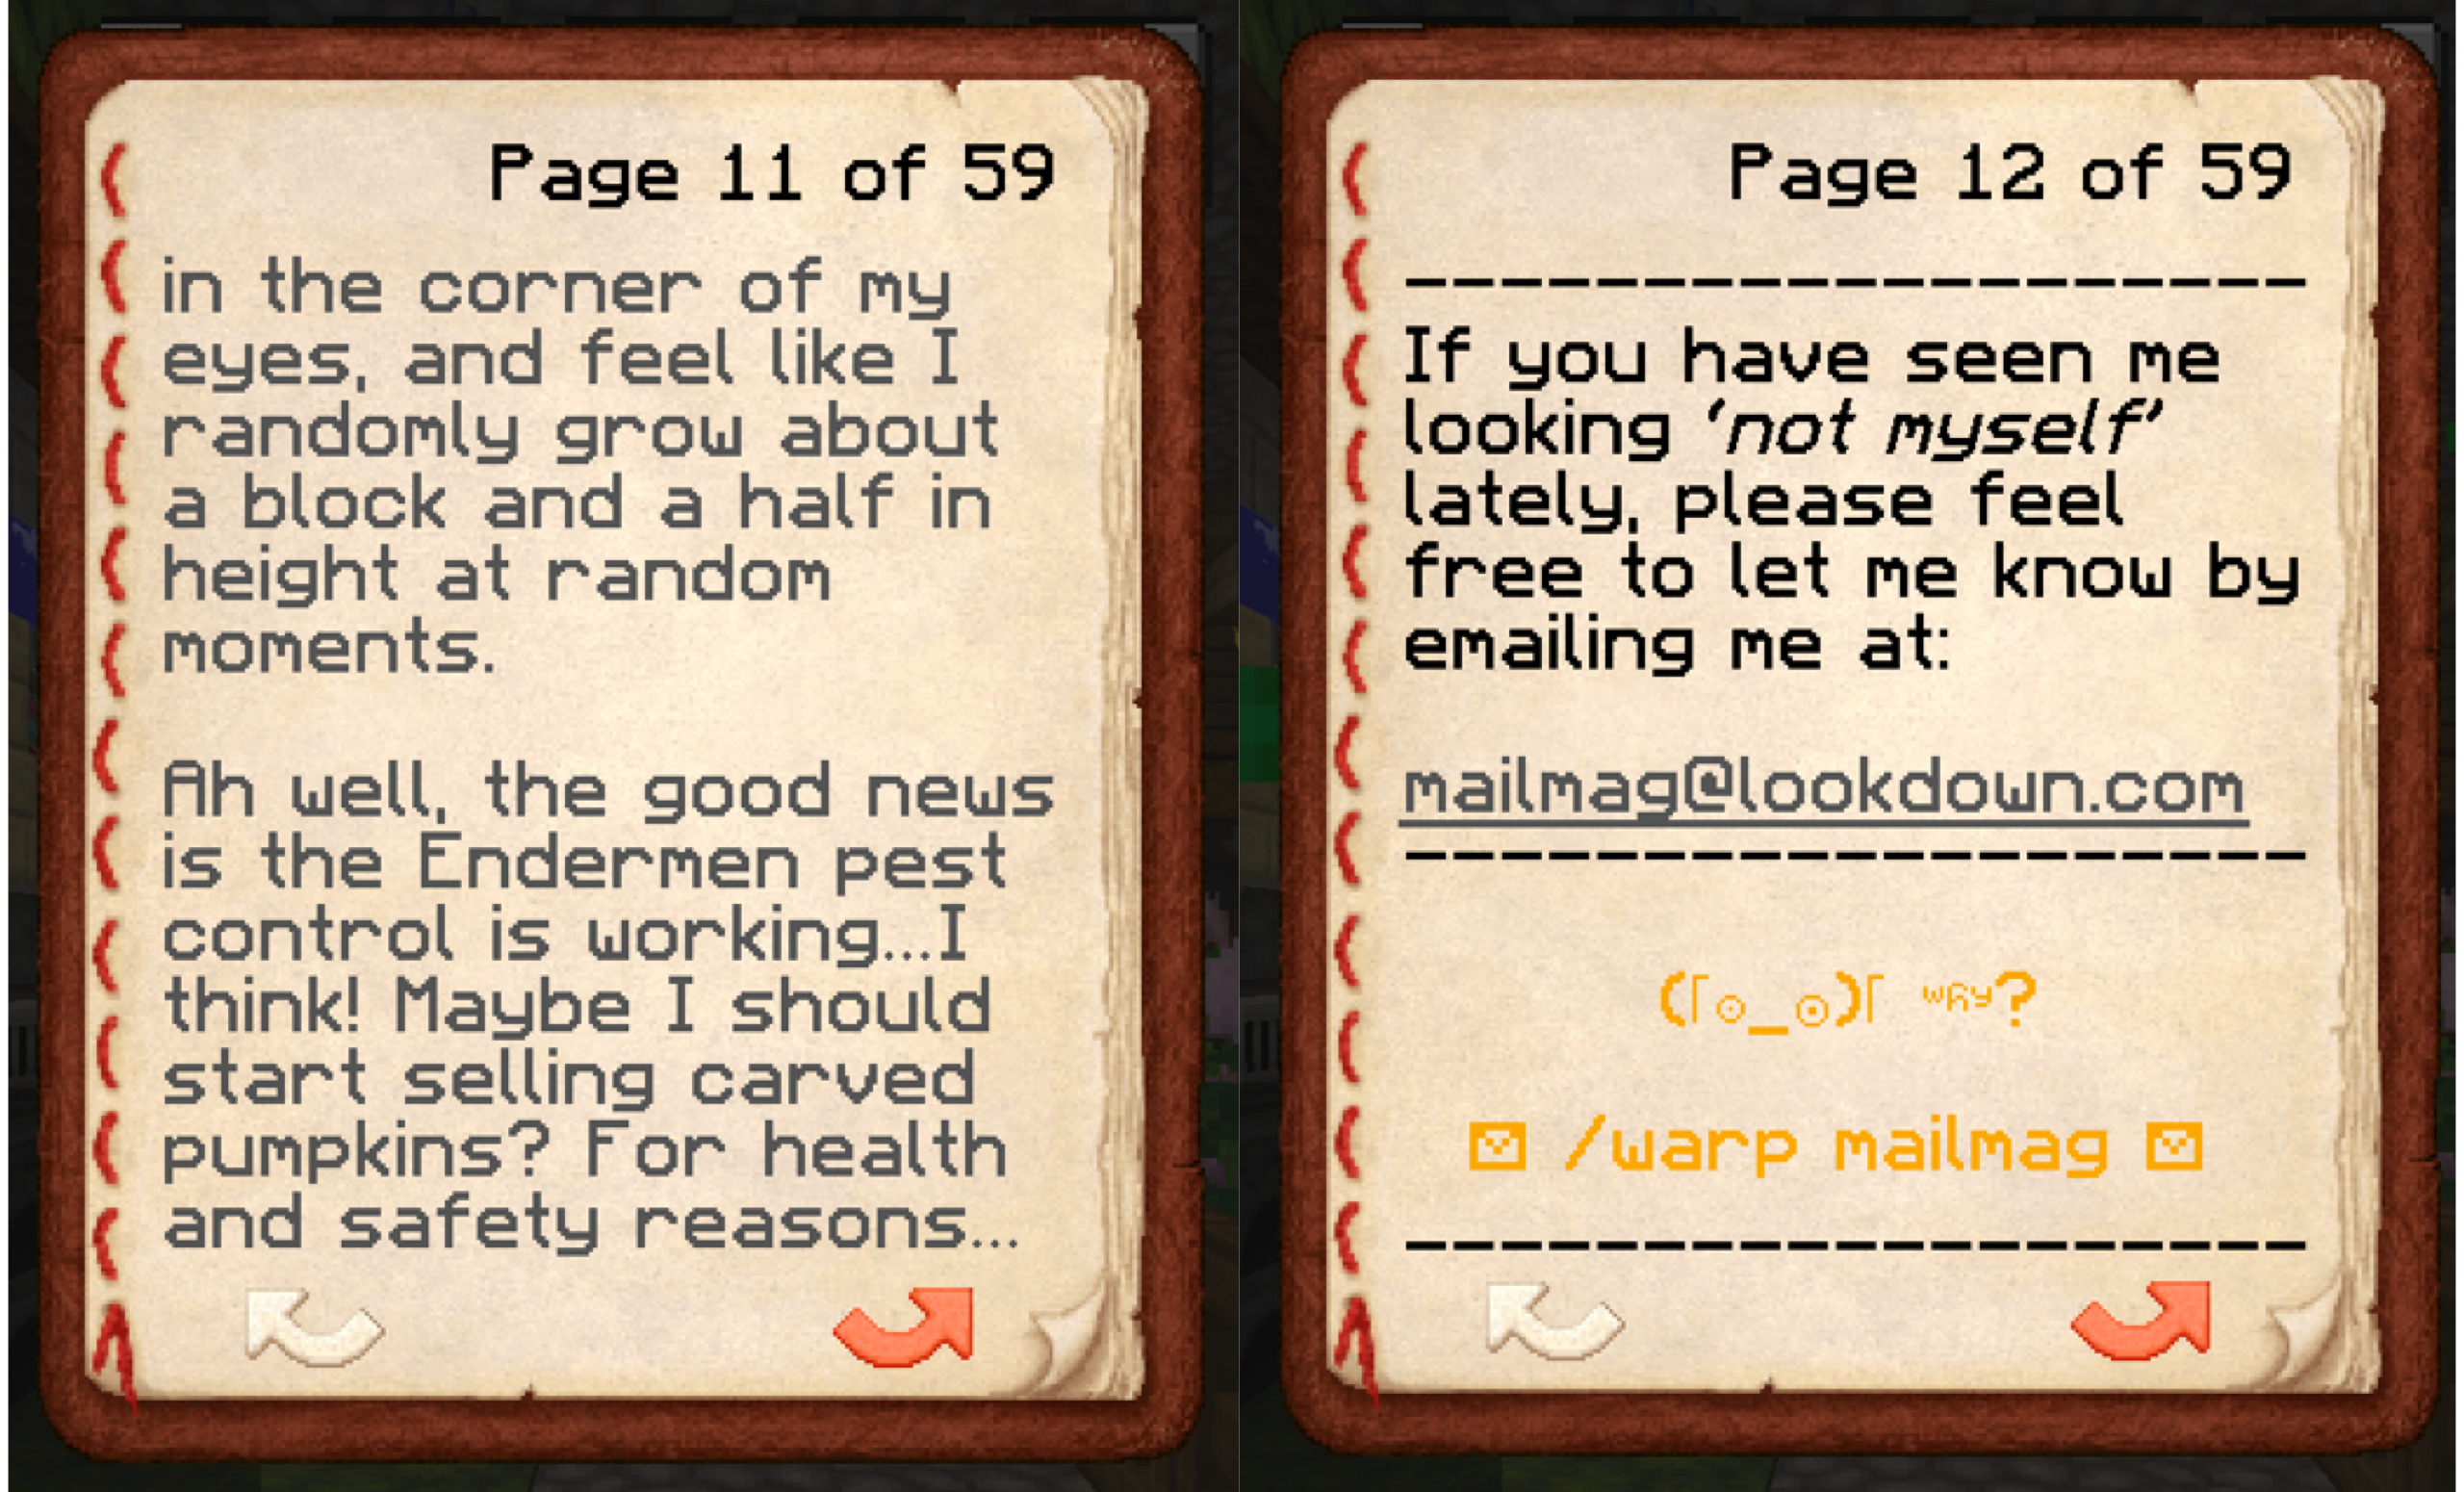 Page 11 of 59
in the corner of my
eyes, and feel like I
randomly grow about
a block and a half in
height at random
moments.
Ah well, the good news
is the Endermen pest
control is working...I
think! Maybe I should
start selling carved
pumpkins? For health
and safety reasons...
Page 12 of 59
-------------------
If you have seen me
looking 'not myself'
lately, please feel
free to let me know by
emailing me at:
mailmag@lookdown.com
-------------------
(｢⊙_⊙)｢ ᵂᴿʸ?
✉ /warp mailmag ✉
-------------------